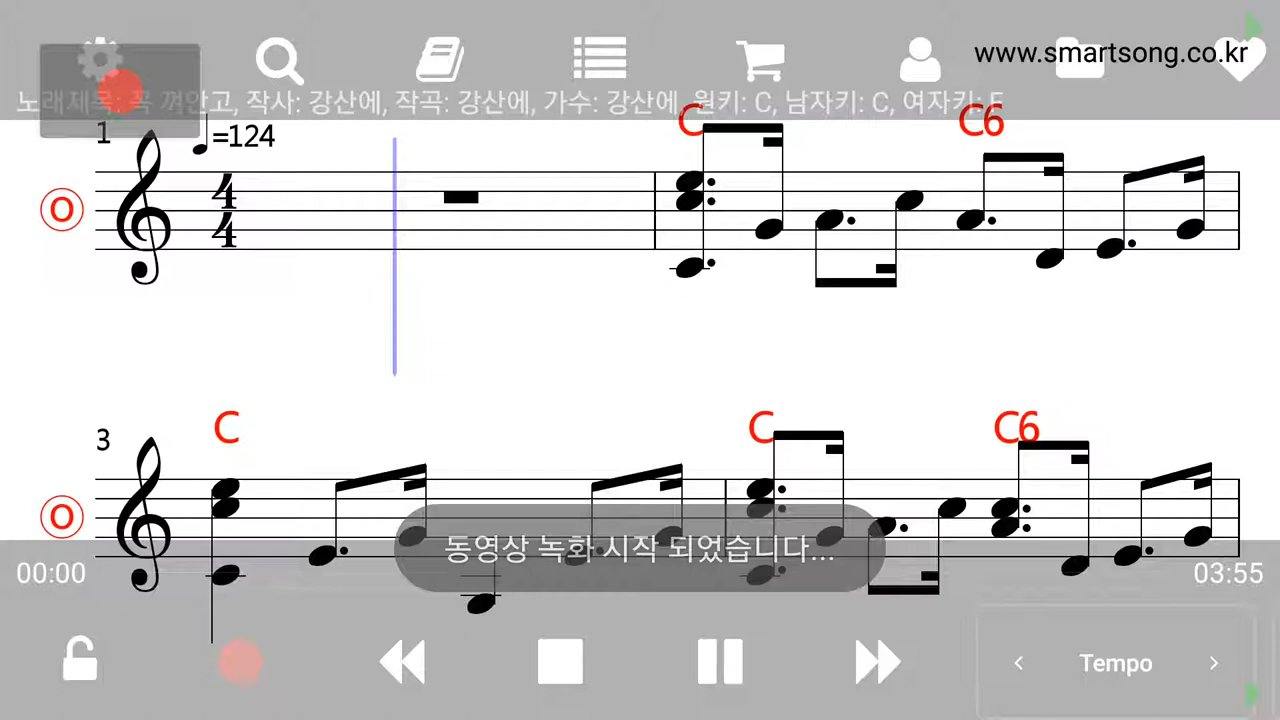 www.smartsong.co.kr
노래제목: 꼭 껴안고, 작사: 강산에, 작곡: 강산에, 가수: 강산에, 원키: C, 남자키: C, 여자키:
1 =124 C C6
O 4 4
3 C C C6
O
동영상 녹화 시작 되었습니다...
00:00 03:55
Tempo